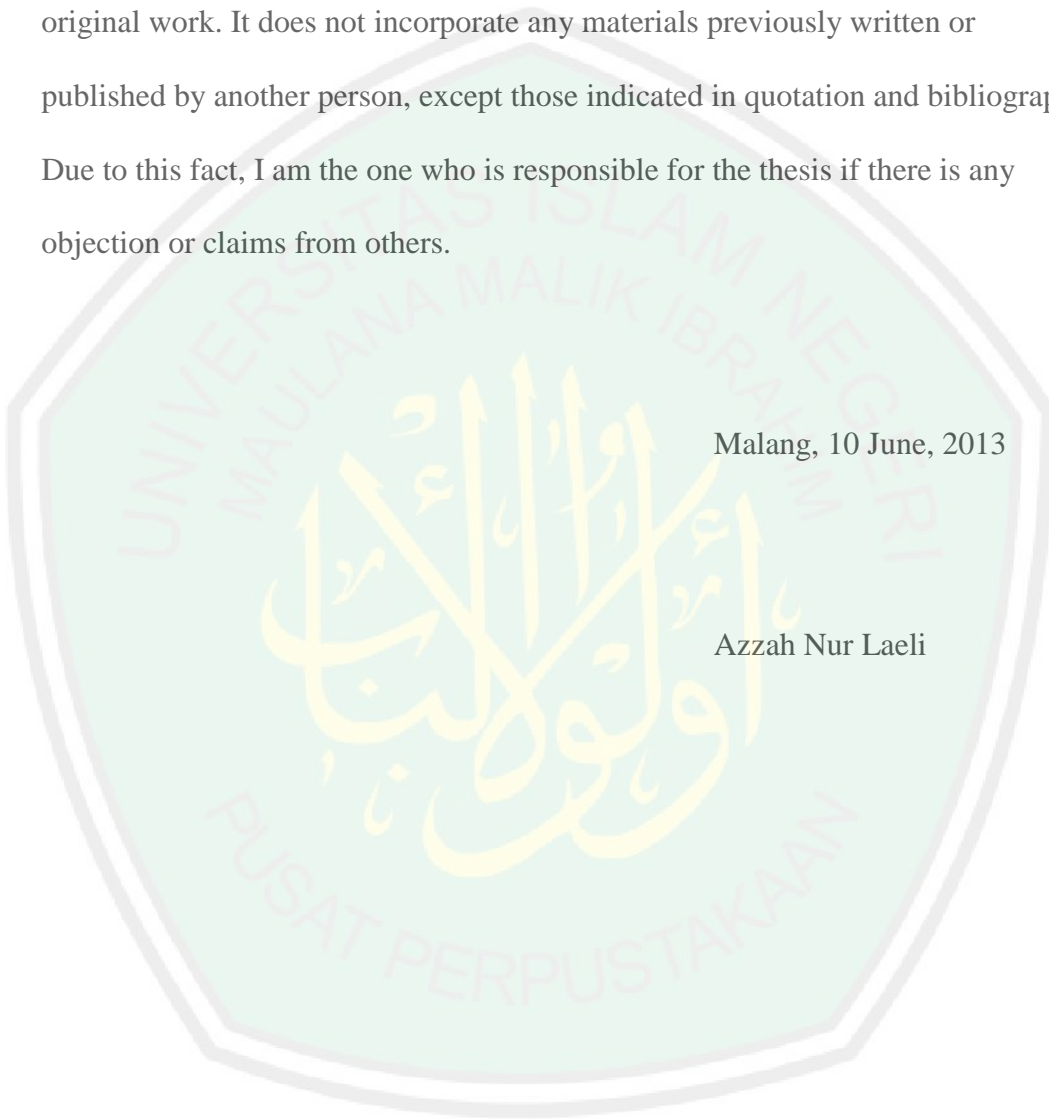 original work. It does not incorporate any materials previously written or
published by another person, except those indicated in quotation and bibliograp
Due to this fact, I am the one who is responsible for the thesis if there is any
objection or claims from others.
UNIVERSITAS ISLAM NEGERI
MAULANA MALIK IBRAHIM
Malang, 10 June, 2013
Azzah Nur Laeli
أولوا الألباب
PUSAT PERPUSTAKAAN